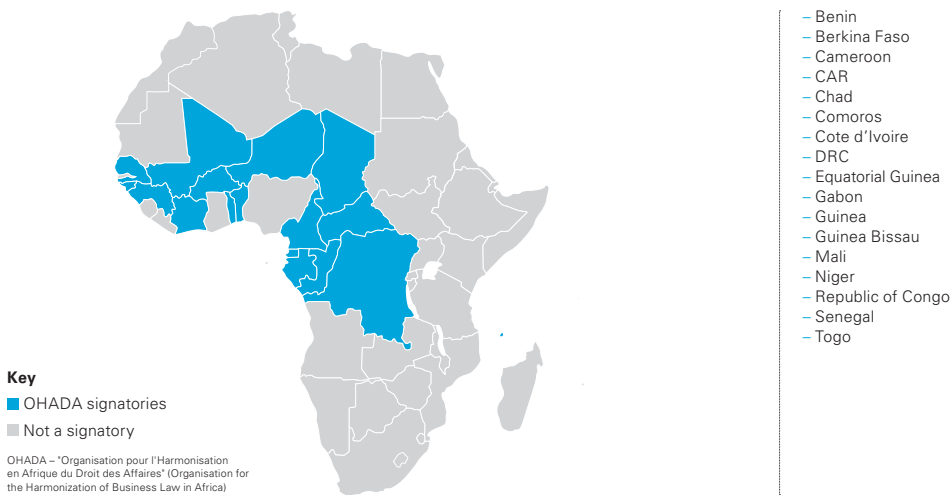 Key
OHADA signatories
Not a signatory
OHADA – "Organisation pour l'Harmonisation
en Afrique du Droit des Affaires" (Organisation for
the Harmonization of Business Law in Africa)
– Benin
– Berkina Faso
– Cameroon
– CAR
– Chad
– Comoros
– Cote d'Ivoire
– DRC
– Equatorial Guinea
– Gabon
– Guinea
– Guinea Bissau
– Mali
– Niger
– Republic of Congo
– Senegal
– Togo